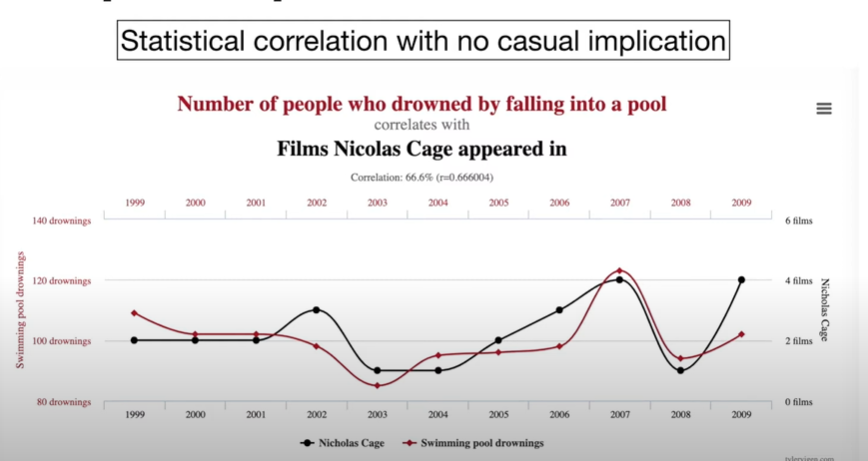 Statistical correlation with no casual implication
Number of people who drowned by falling into a pool
correlates with
Films Nicolas Cage appeared in
Correlation: 66.6% (r=0.666004)
1999 2000 2001 2002 2003 2004 2005 2006 2007 2008 2009
140 drownings 6 films
120 drownings 4 films
100 drownings 2 films
80 drownings 0 films
Swimming pool drownings
Nicholas Cage
1999 2000 2001 2002 2003 2004 2005 2006 2007 2008 2009
Nicholas Cage Swimming pool drownings